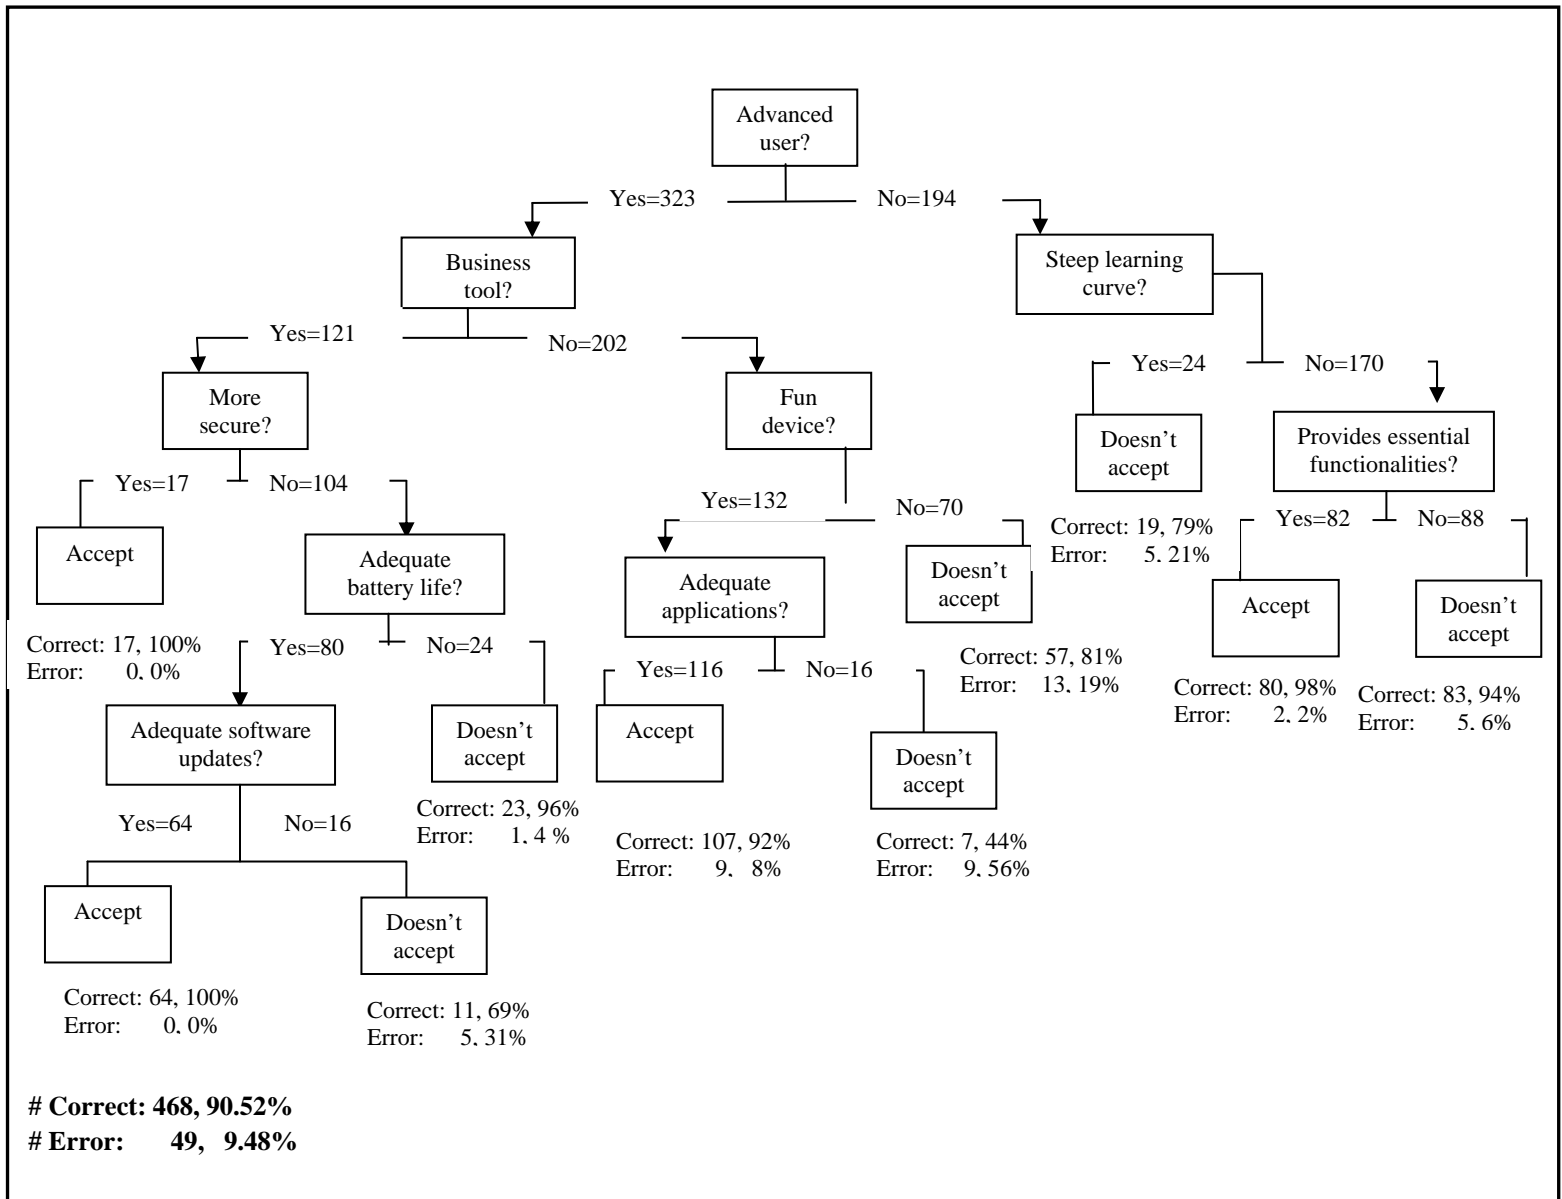 Advanced
user?
Yes=323
No=194
Business
tool?
Steep learning
curve?
Yes=121
No=202
Yes=24
No=170
More
secure?
Fun
device?
Doesn't
accept
Provides essential
functionalities?
Yes=17
No=104
Yes=132
No=70
Correct: 19, 79%
Error: 5, 21%
Yes=82
No=88
Accept
Adequate
battery life?
Adequate
applications?
Doesn't
accept
Accept
Doesn't
accept
Correct: 17, 100%
Error: 0, 0%
Yes=80
No=24
Yes=116
No=16
Correct: 57, 81%
Error: 13, 19%
Correct: 80, 98%
Error: 2, 2%
Correct: 83, 94%
Error: 5, 6%
Adequate software
updates?
Doesn't
accept
Accept
Doesn't
accept
Yes=64
No=16
Correct: 23, 96%
Error: 1, 4 %
Correct: 107, 92%
Error: 9, 8%
Correct: 7, 44%
Error: 9, 56%
Accept
Doesn't
accept
Correct: 64, 100%
Error: 0, 0%
Correct: 11, 69%
Error: 5, 31%
# Correct: 468, 90.52%
# Error: 49, 9.48%